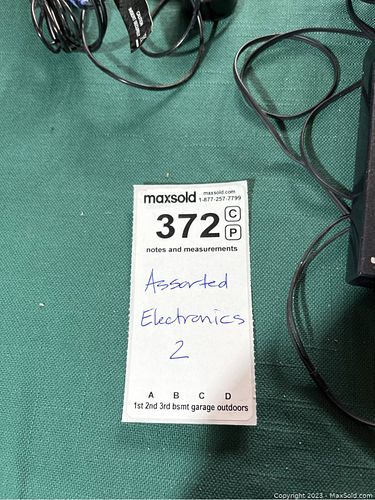 maxsold
maxsold.com
1-877-257-7799
372
C
P
notes and measurements
Assorted
Electronics
2
A B C D
1st 2nd 3rd bsmt garage outdoors
Copyright 2023 - MaxSold.com